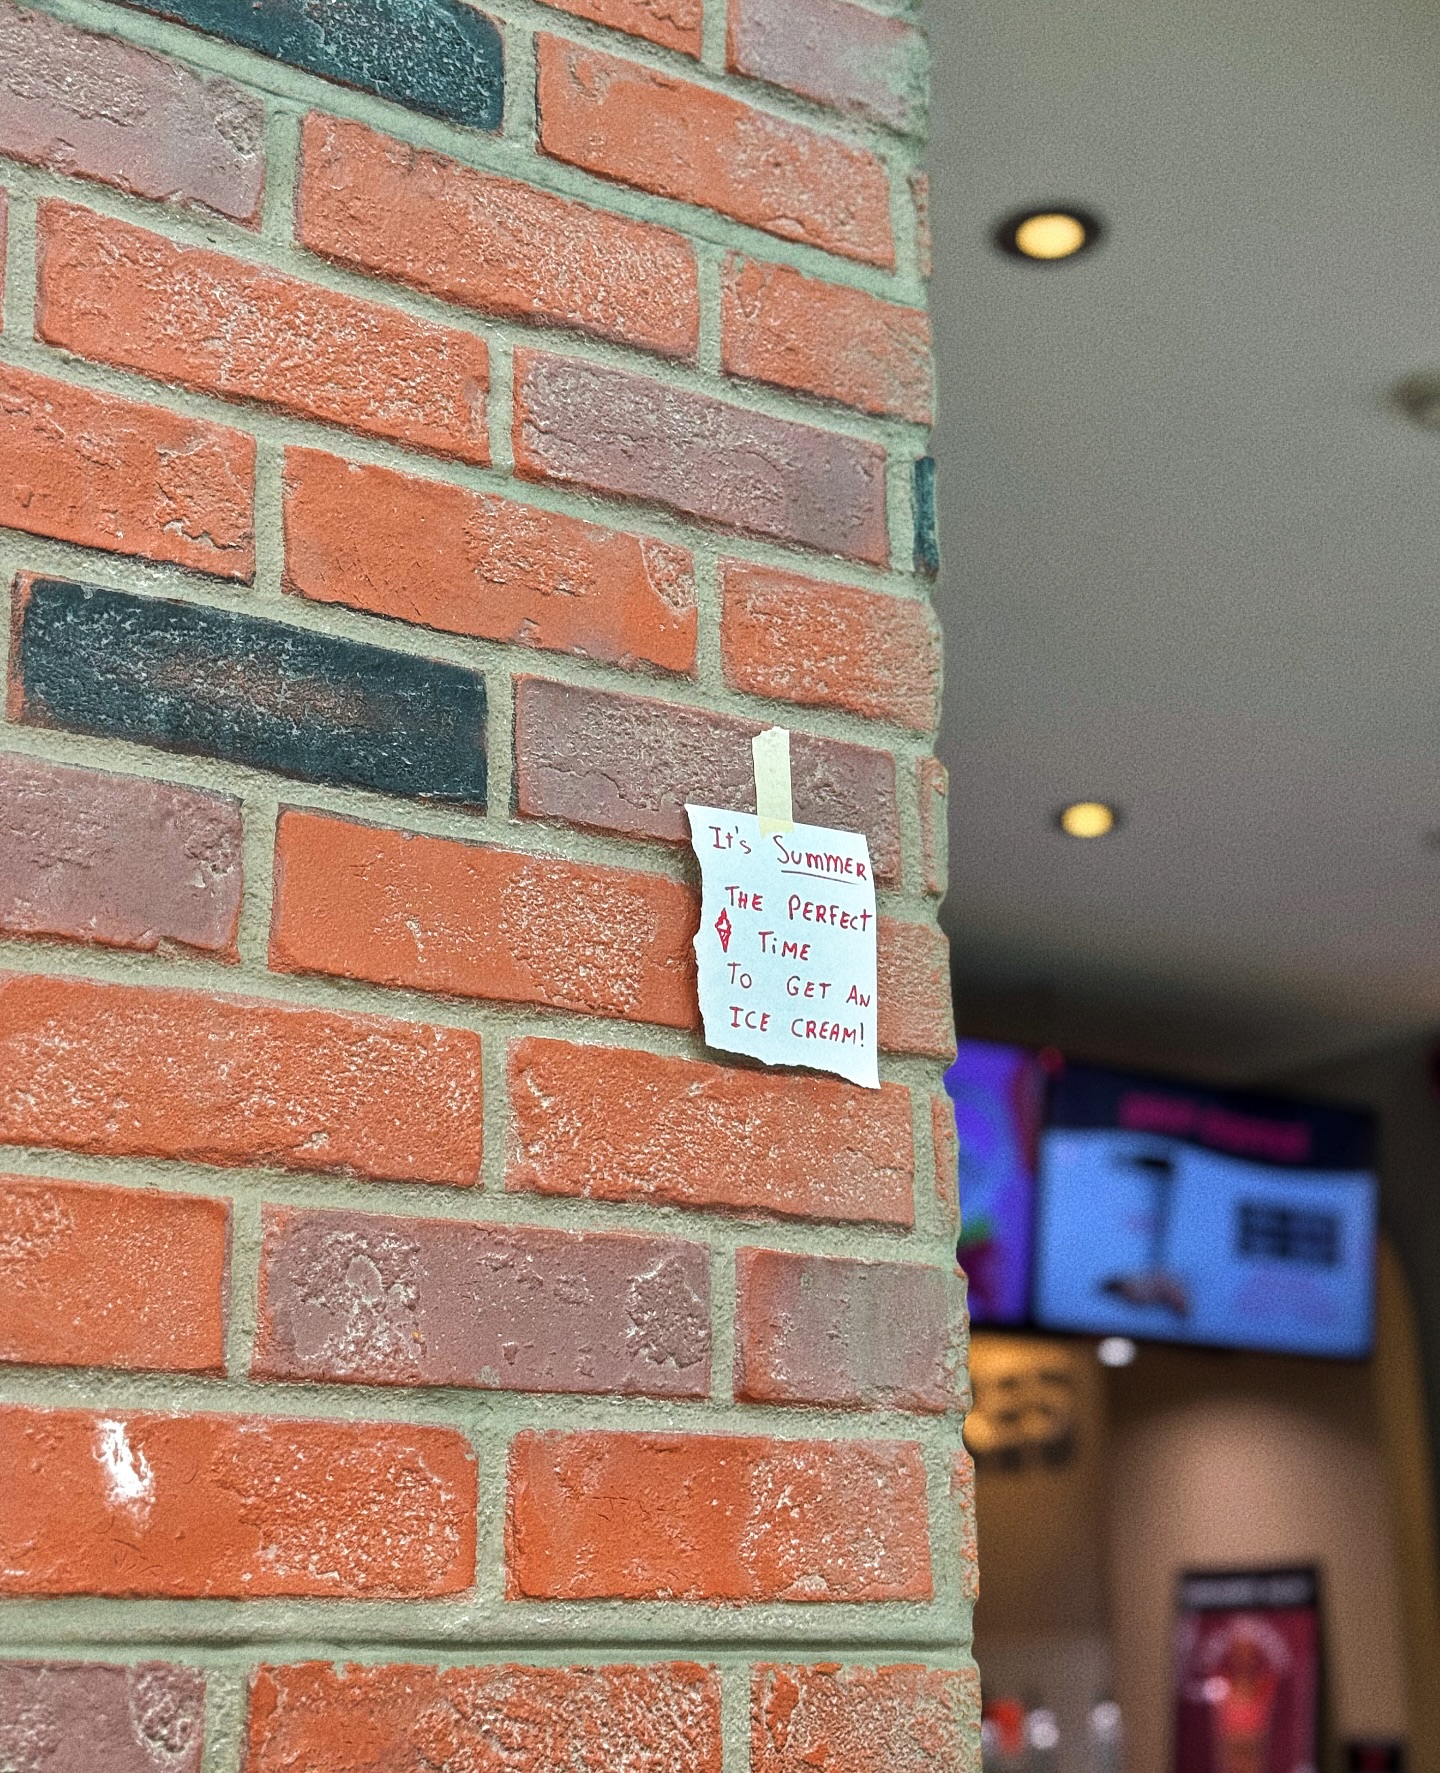 It's SUMMER
THE PERFECT
TiME
TO GET AN
ICE CREAM!